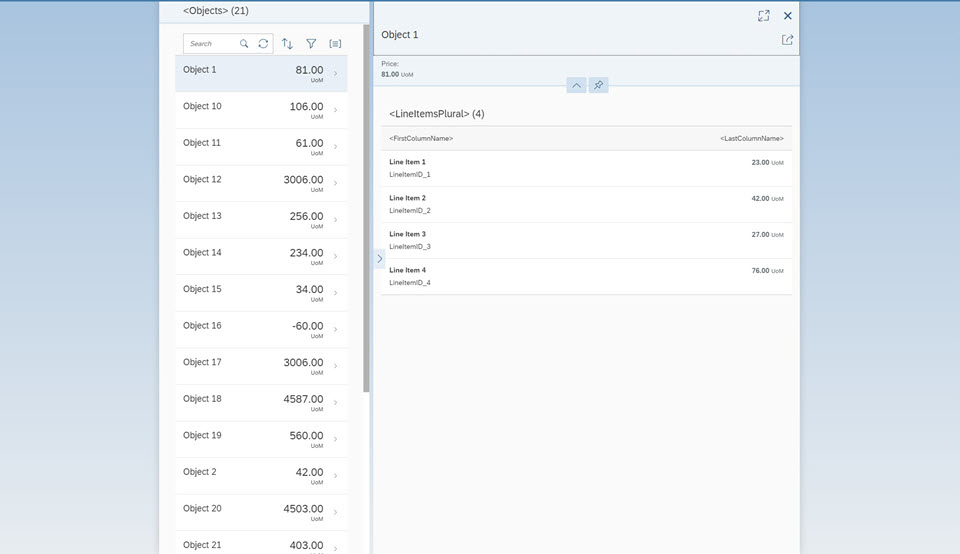 <Objects> (21)
Search
Object 1 81.00
UoM
Object 10 106.00
UoM
Object 11 61.00
UoM
Object 12 3006.00
UoM
Object 13 256.00
UoM
Object 14 234.00
UoM
Object 15 34.00
UoM
Object 16 -60.00
UoM
Object 17 3006.00
UoM
Object 18 4587.00
UoM
Object 19 560.00
UoM
Object 2 42.00
UoM
Object 20 4503.00
UoM
Object 21 403.00
UoM
Object 1
Price:
81.00 UoM
<LineItemsPlural> (4)
<FirstColumnName> <LastColumnName>
Line Item 1 23.00 UoM
LineItemID_1
Line Item 2 42.00 UoM
LineItemID_2
Line Item 3 27.00 UoM
LineItemID_3
Line Item 4 76.00 UoM
LineItemID_4